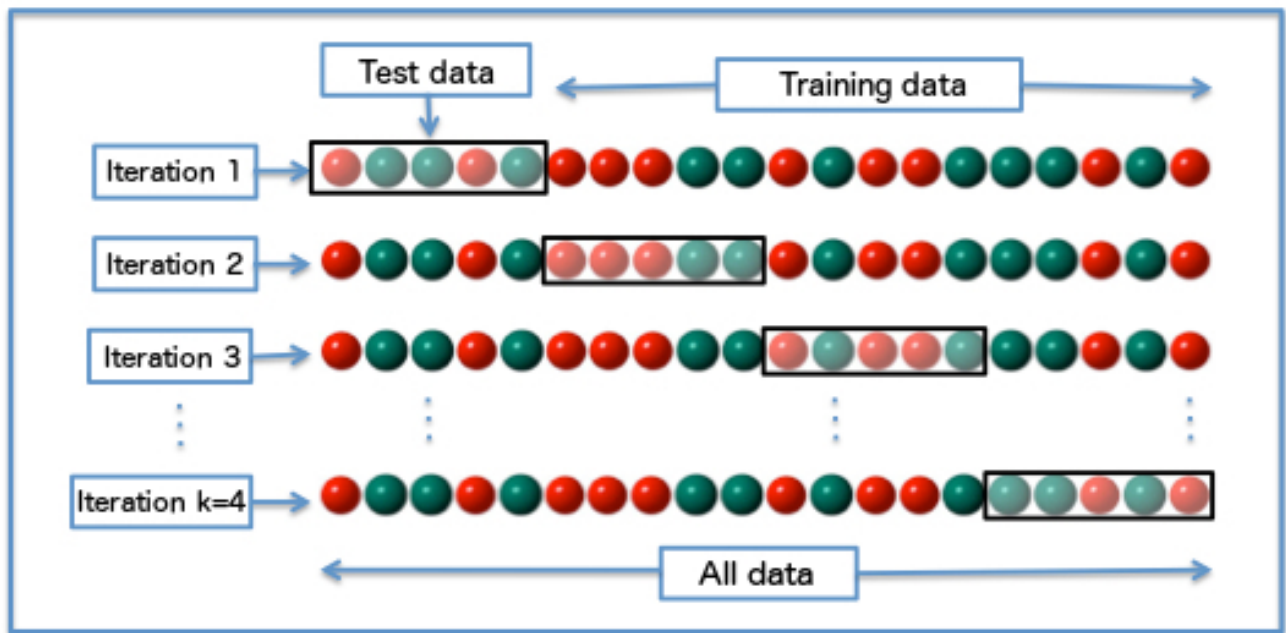 Test data
Training data
Iteration 1
Iteration 2
Iteration 3
Iteration k=4
All data